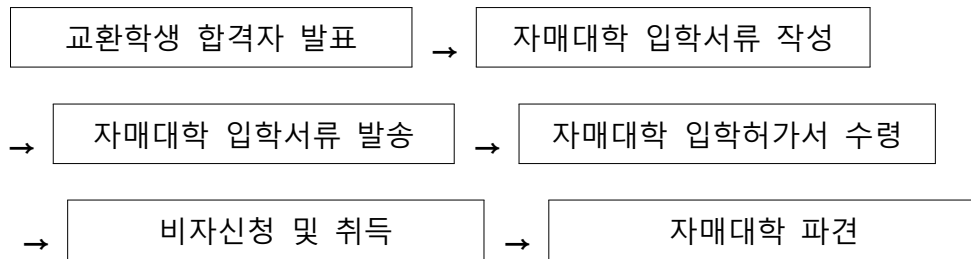 교환학생 합격자 발표 → 자매대학 입학서류 작성
→ 자매대학 입학서류 발송 → 자매대학 입학허가서 수령
→ 비자신청 및 취득 → 자매대학 파견